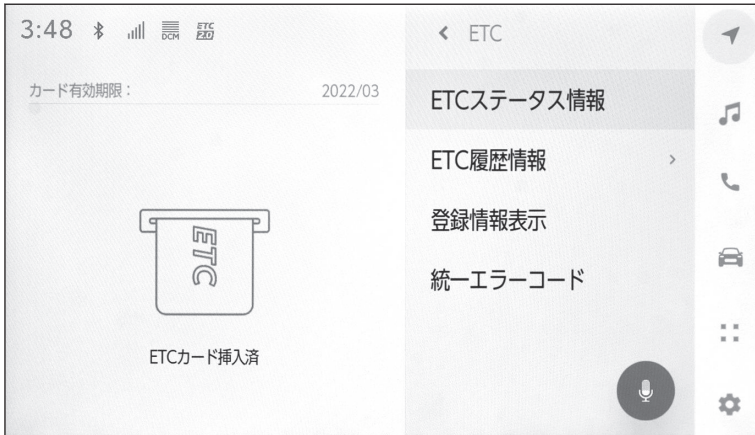 3:48
DCM
ETC
2.0
カード有効期限：
2022/03
ETC
ETCカード挿入済
ETC
ETCステータス情報
ETC履歴情報
登録情報表示
統一エラーコード